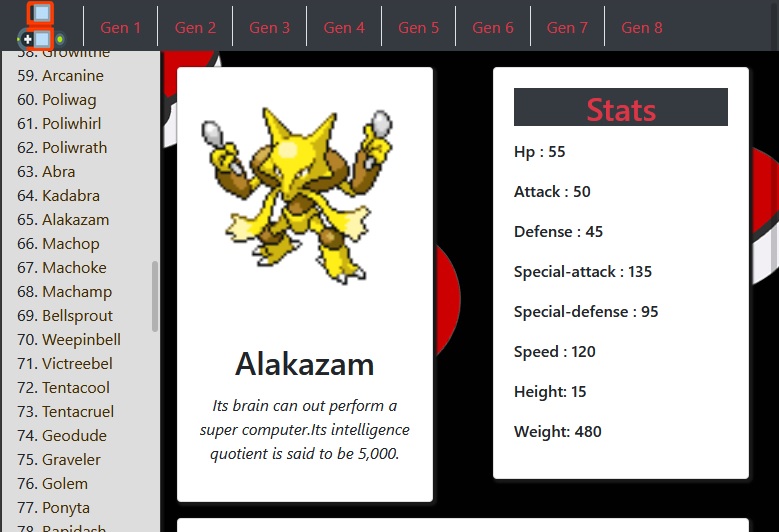 Gen 1
Gen 2
Gen 3
Gen 4
Gen 5
Gen 6
Gen 7
Gen 8
58. Growlithe
59. Arcanine
60. Poliwag
61. Poliwhirl
62. Poliwrath
63. Abra
64. Kadabra
65. Alakazam
66. Machop
67. Machoke
68. Machamp
69. Bellsprout
70. Weepinbell
71. Victreebel
72. Tentacool
73. Tentacruel
74. Geodude
75. Graveler
76. Golem
77. Ponyta
78. Rapidash
Alakazam
Its brain can out perform a
super computer.Its intelligence
quotient is said to be 5,000.
Stats
Hp : 55
Attack : 50
Defense : 45
Special-attack : 135
Special-defense : 95
Speed : 120
Height: 15
Weight: 480